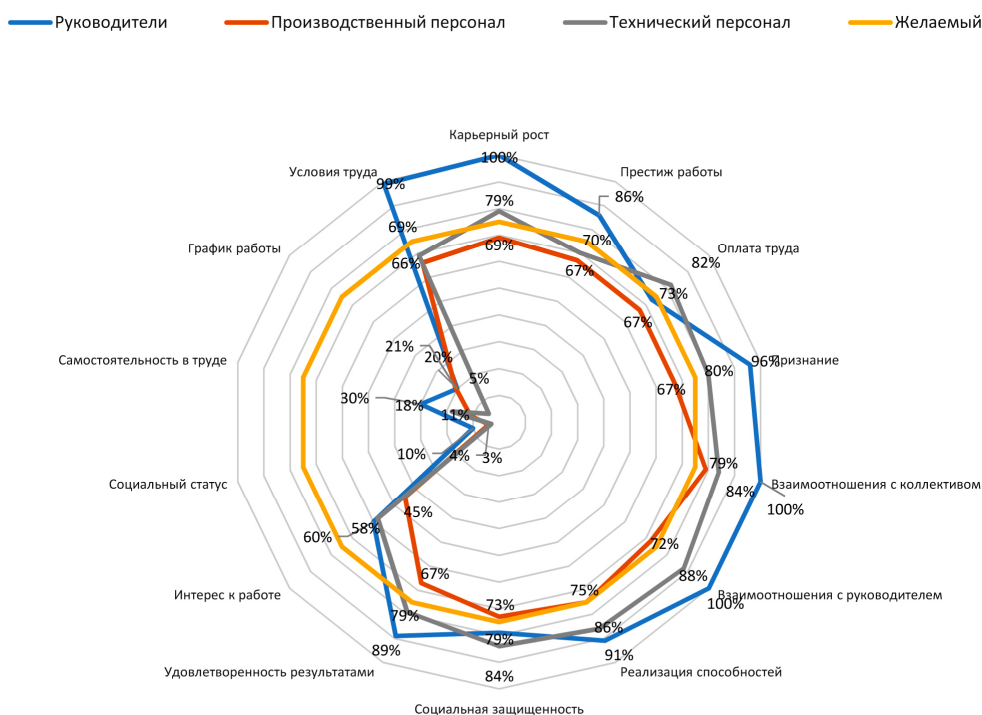 Руководители Производственный персонал Технический персонал Желаемый
Карьерный рост
100%
Условия труда
Престиж работы
99%
86%
79%
69%
70%
69%
График работы
Оплата труда
66%
67%
82%
73%
67%
21%
20%
Самостоятельность в труде
5%
80%
96%
Признание
67%
30%
18%
11%
10%
4%
3%
79%
Социальный статус
84%
Взаимоотношения с коллективом
100%
45%
58%
60%
72%
67%
88%
Интерес к работе
75%
Взаимоотношения с руководителем
100%
73%
79%
86%
79%
89%
91%
Удовлетворенность результатами
84%
Реализация способностей
Социальная защищенность